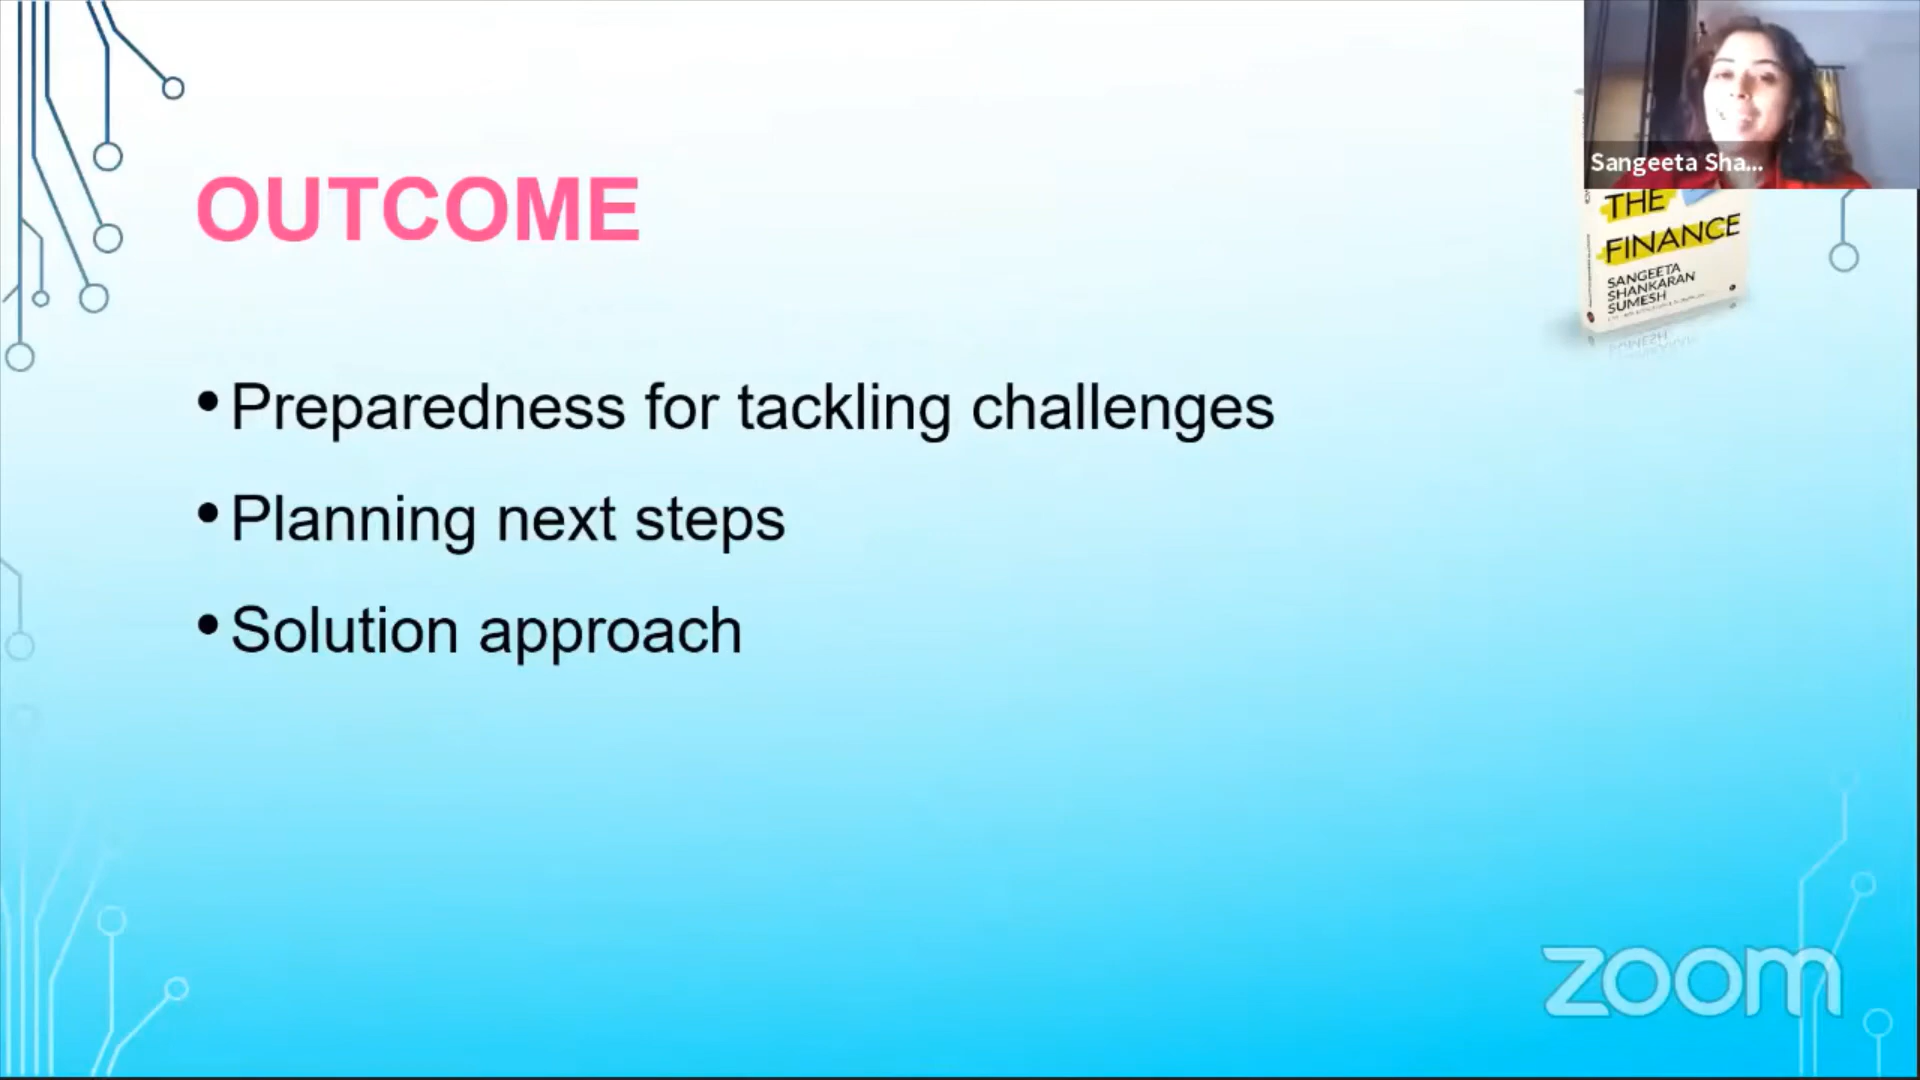 Sangeeta Sha...
OUTCOME
THE
FINANCE
SANGEETA
SHANKARAN
SUMESH
• Preparedness for tackling challenges
• Planning next steps
• Solution approach
zoom